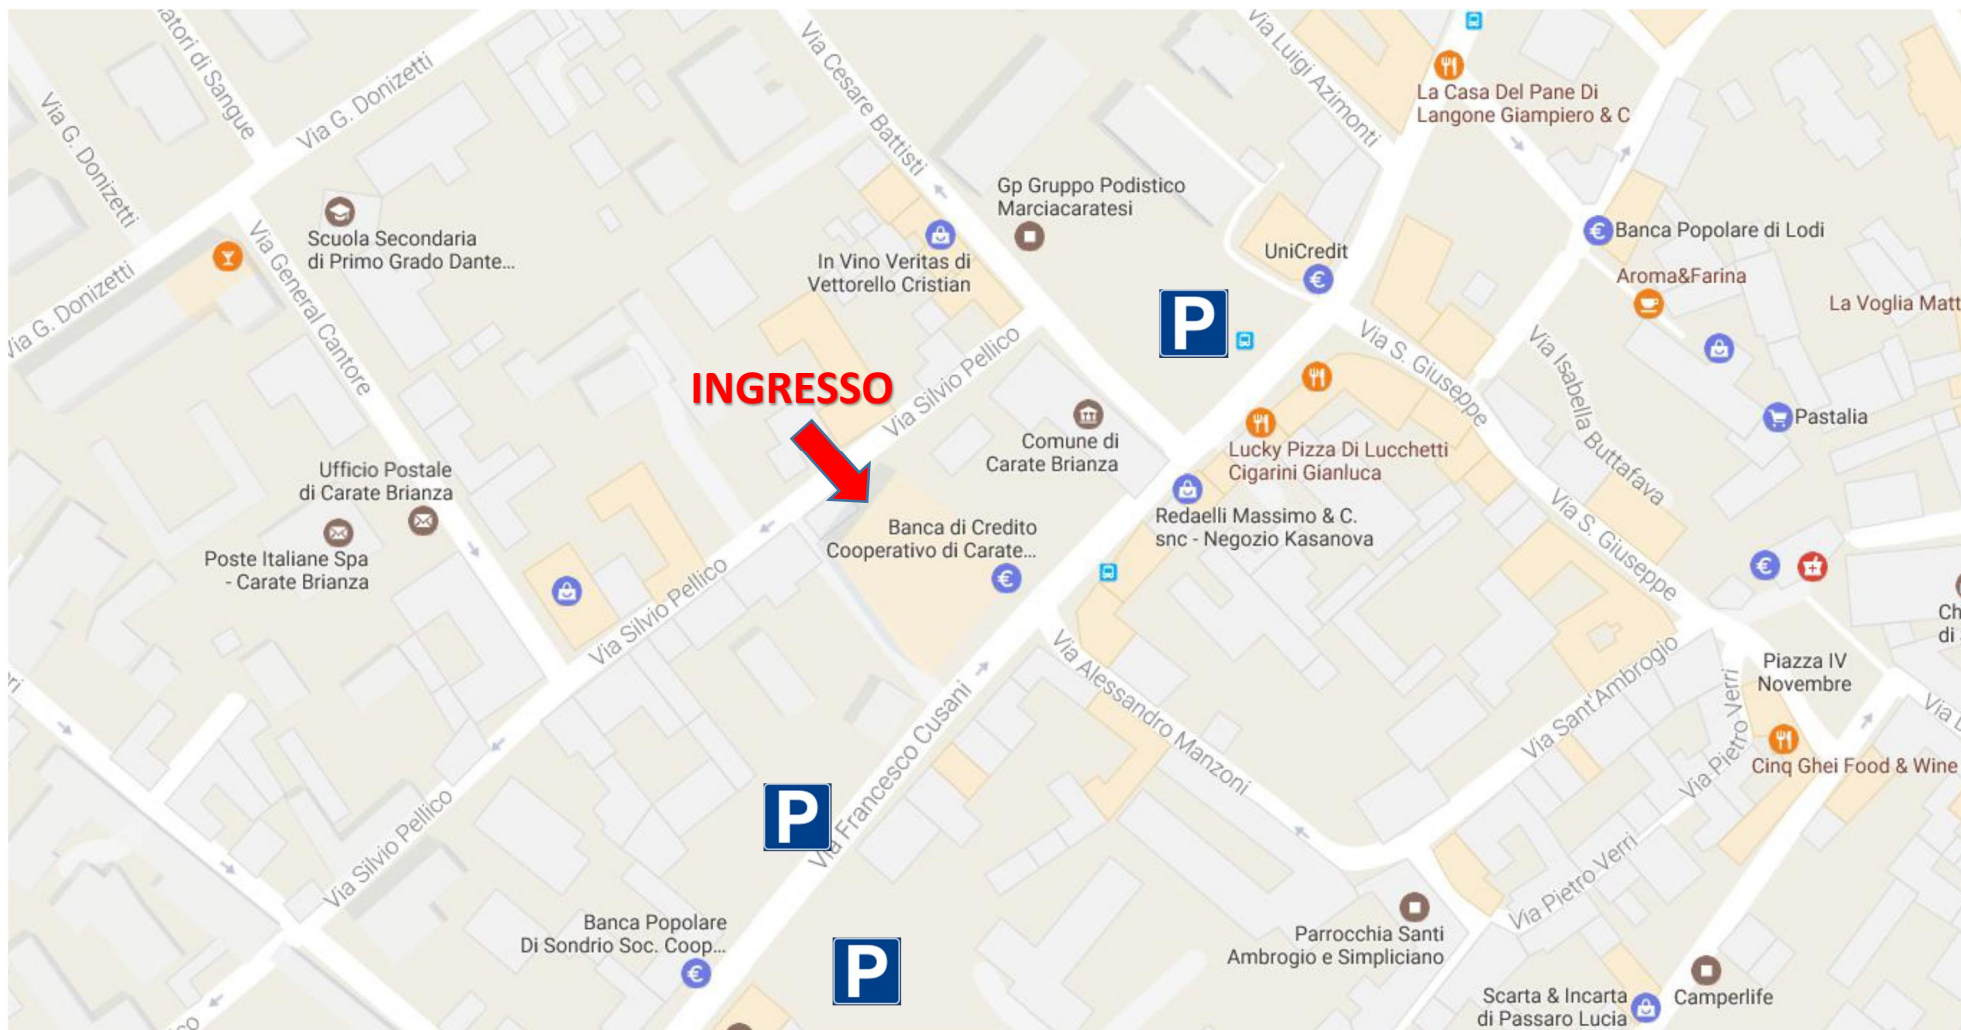 atori di Sangue
Via G. Donizetti
Via G. Donizetti
Via Cesare Battisti
Via Luigi Azimonti
La Casa Del Pane Di
Langone Giampiero & C
Scuola Secondaria
di Primo Grado Dante...
Gp Gruppo Podistico
Marciacaratesi
In Vino Veritas di
Vettorello Cristian
UniCredit
Banca Popolare di Lodi
Aroma&Farina
La Voglia Matt
Via G. Donizetti
Via General Cantore
P
Via S. Giuseppe
Via Isabella Buttafava
INGRESSO
Via Silvio Pellico
Comune di
Carate Brianza
Lucky Pizza Di Lucchetti
Cigarini Gianluca
Pastalia
Ufficio Postale
di Carate Brianza
Poste Italiane Spa
- Carate Brianza
Banca di Credito
Cooperativo di Carate...
Redaelli Massimo & C.
snc - Negozio Kasanova
Via S. Giuseppe
Via Silvio Pellico
Ch
di
Via Alessandro Manzoni
Via Sant'Ambrogio
Piazza IV
Novembre
Via Pietro Verri
Via
Cinq Ghei Food & Wine
Via Francesco Cusani
P
Via Silvio Pellico
Via Pietro Verri
Banca Popolare
Di Sondrio Soc. Coop...
P
Parrocchia Santi
Ambrogio e Simpliciano
Camperlife
Scarta & Incarta
di Passaro Lucia